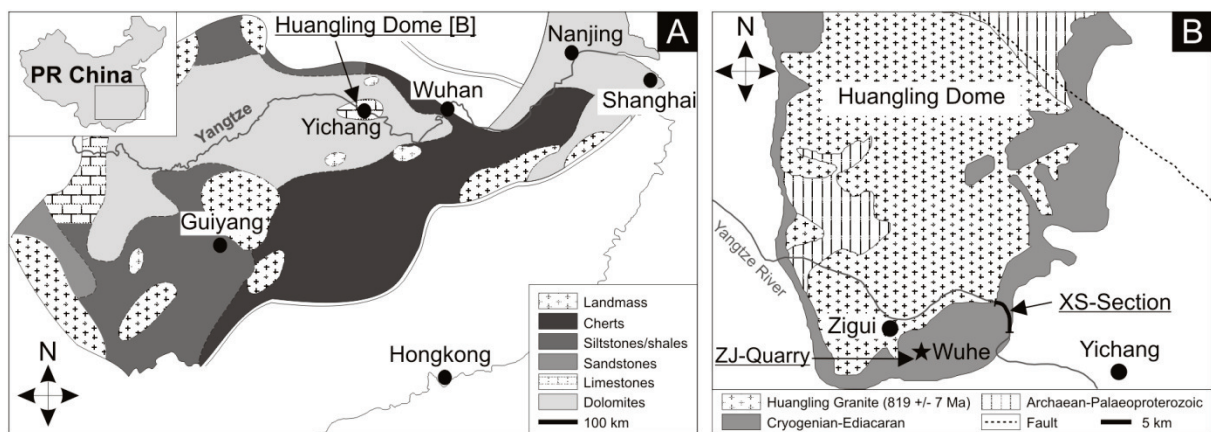 PR China
Huangling Dome [B]
Nanjing
A
Wuhan
Shanghai
Yangtze
Yichang
Guiyang
Hongkong
N
Landmass
Cherts
Siltstones/shales
Sandstones
Limestones
Dolomites
100 km
B
N
Huangling Dome
Yangtze River
XS-Section
Zigui
ZJ-Quarry
Wuhe
Yichang
Huangling Granite (819 +/- 7 Ma)
Archaean-Palaeoproterozoic
Cryogenian-Ediacaran
Fault
5 km